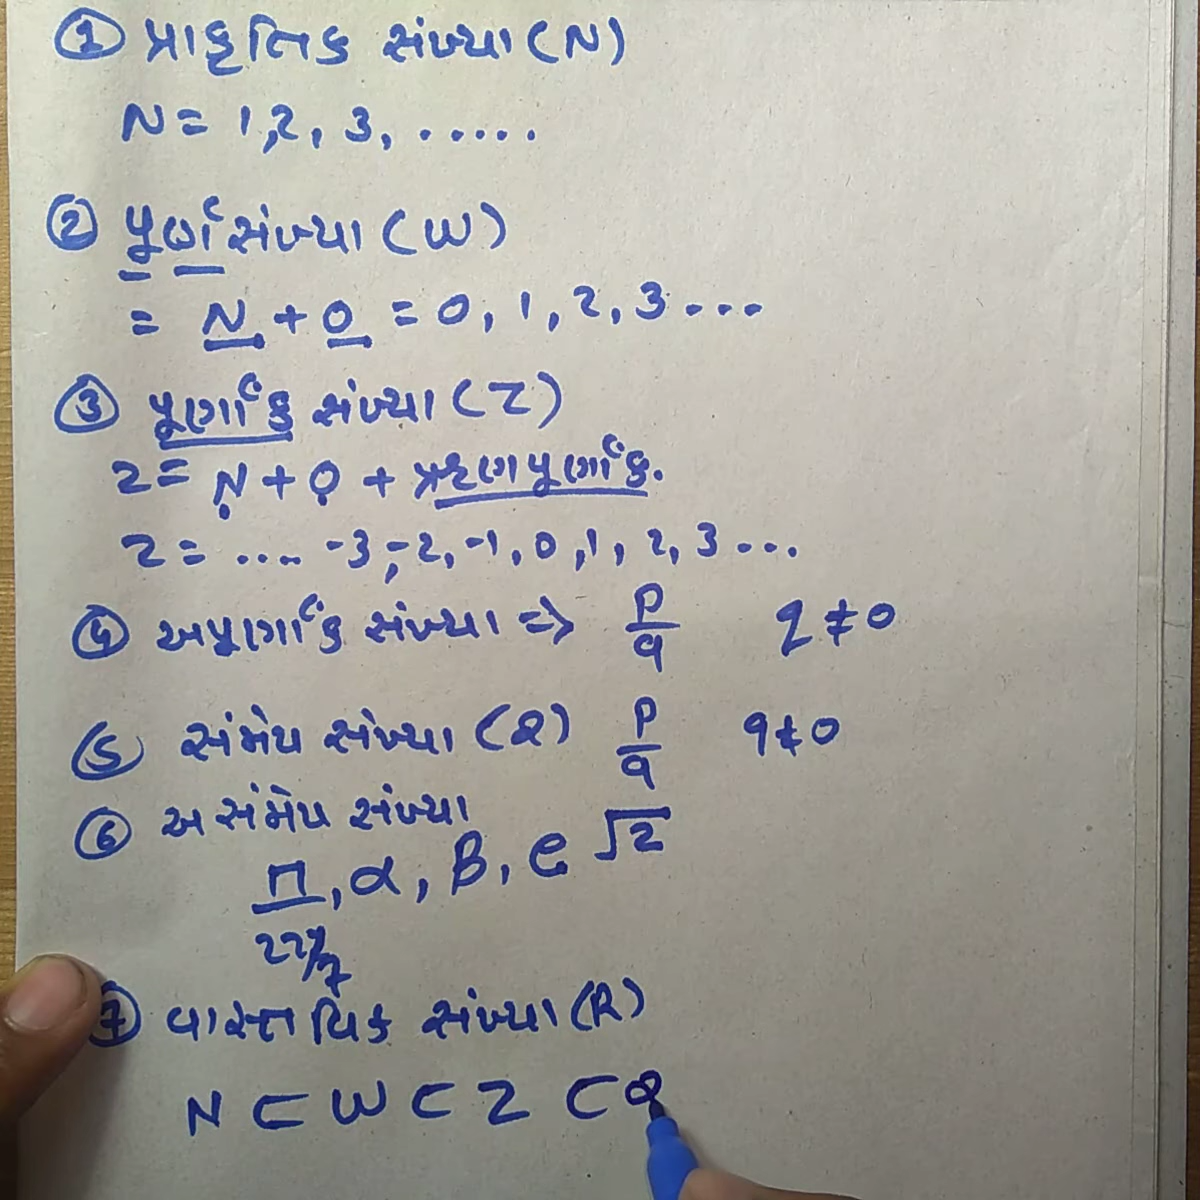 ① પ્રાકૃતિક સંખ્યા (N)
N = 1, 2, 3, .....
② પૂર્ણ સંખ્યા (W)
= N + 0 = 0, 1, 2, 3 ...
③ પૂર્ણાંક સંખ્યા (Z)
Z = N + 0 + ઋણપૂર્ણાંક.
Z = .... -3, -2, -1, 0, 1, 2, 3 ...
④ અપૂર્ણાંક સંખ્યા => p/q q ≠ 0
⑤ સંમેય સંખ્યા (Q) p/q q ≠ 0
⑥ અસંમેય સંખ્યા
π, α, β, e √2
22/7
⑦ વાસ્તવિક સંખ્યા (R)
N ⊂ W ⊂ Z ⊂ Q